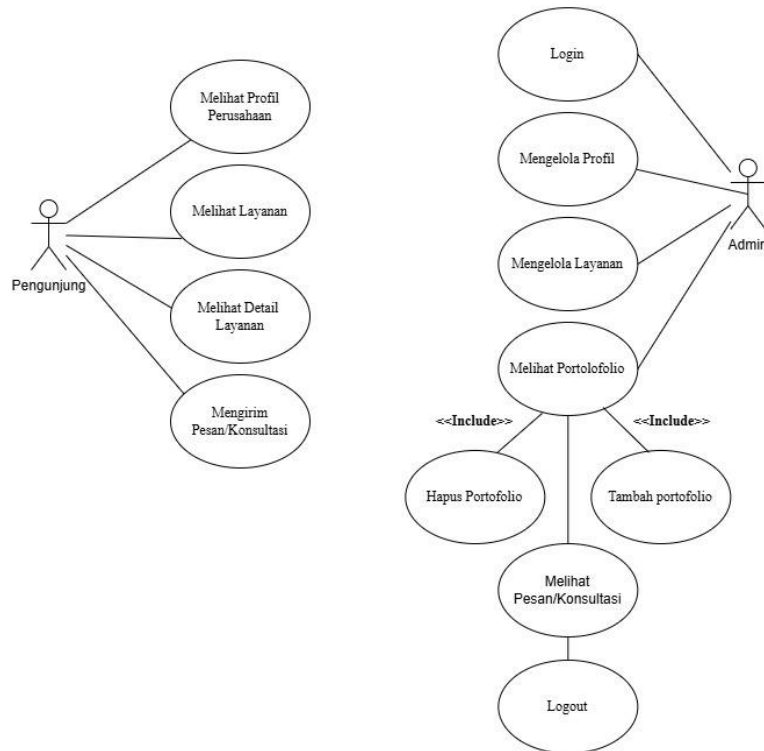 Login
Melihat Profil
Perusahaan
Mengelola Profil
Melihat Layanan
Admin
Mengelola Layanan
Pengunjung
Melihat Detail
Layanan
Melihat Portolofolio
Mengirim
Pesan/Konsultasi
<<Include>>
<<Include>>
Hapus Portofolio
Tambah portofolio
Melihat
Pesan/Konsultasi
Logout